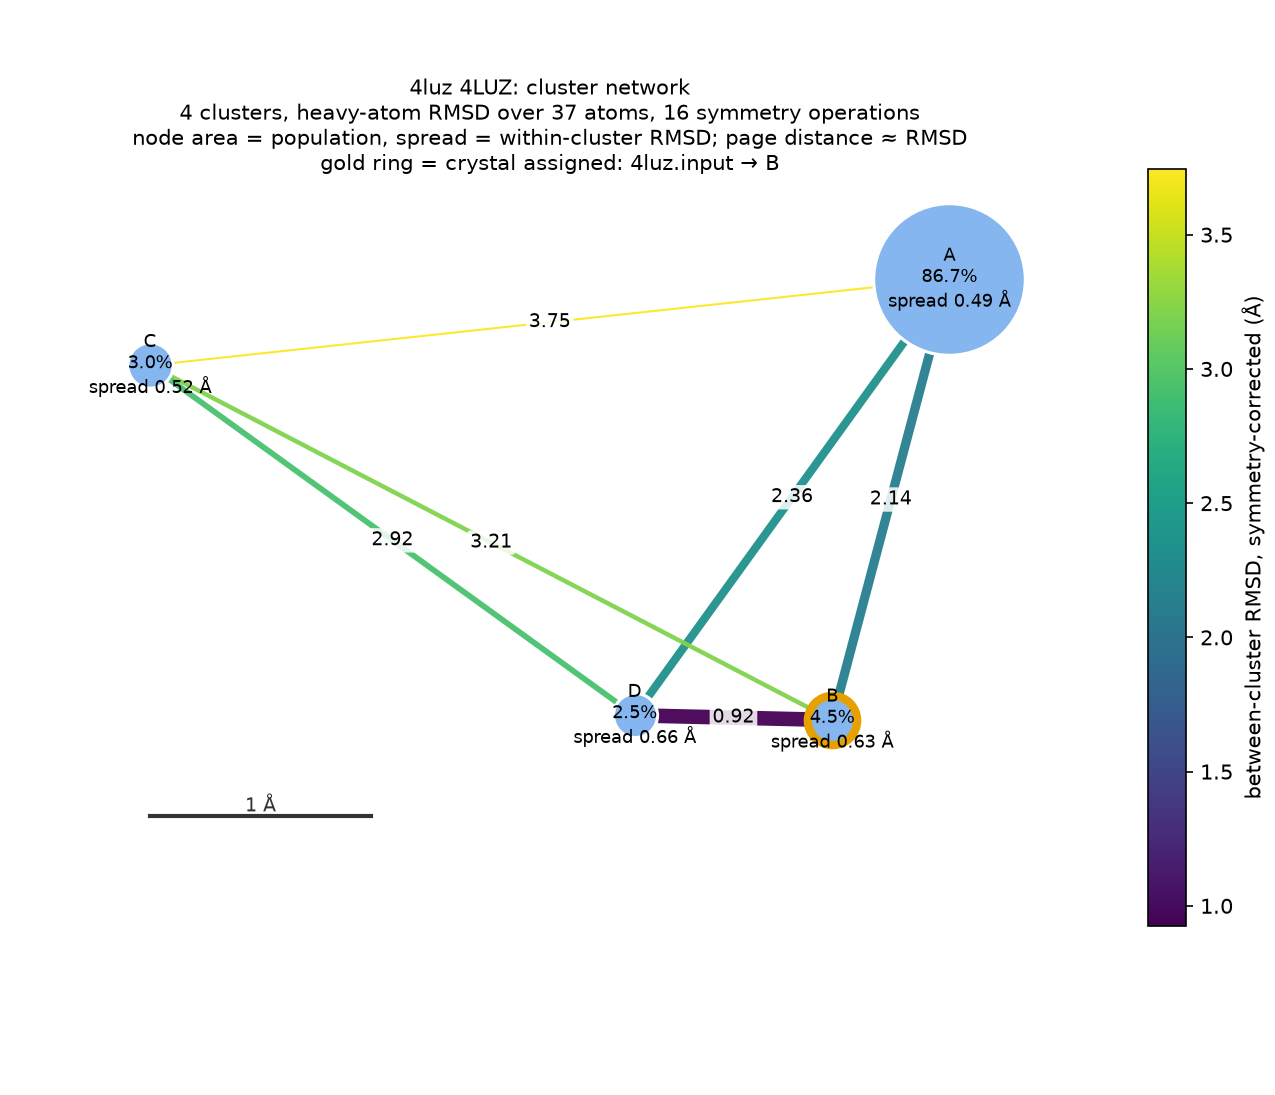 4luz 4LUZ: cluster network
4 clusters, heavy-atom RMSD over 37 atoms, 16 symmetry operations
node area = population, spread = within-cluster RMSD; page distance ≈ RMSD
gold ring = crystal assigned: 4luz.input → B
A
86.7%
spread 0.49 Å
C
3.0%
spread 0.52 Å
3.75
2.36
2.14
2.92
3.21
D
2.5%
spread 0.66 Å
0.92
B
4.5%
spread 0.63 Å
1 Å
3.5
3.0
2.5
2.0
1.5
1.0
between-cluster RMSD, symmetry-corrected (Å)